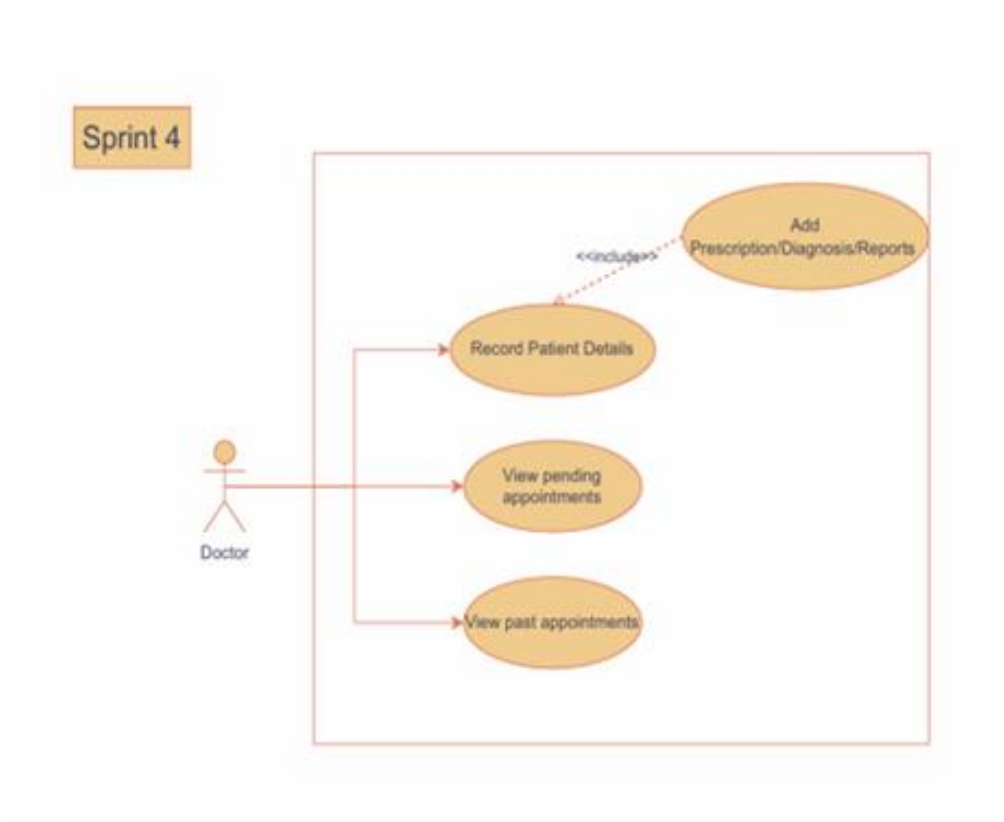 Sprint 4
Add
Prescription/Diagnosis/Reports
<<include>>
Record Patient Details
View pending
appointments
Doctor
View past appointments